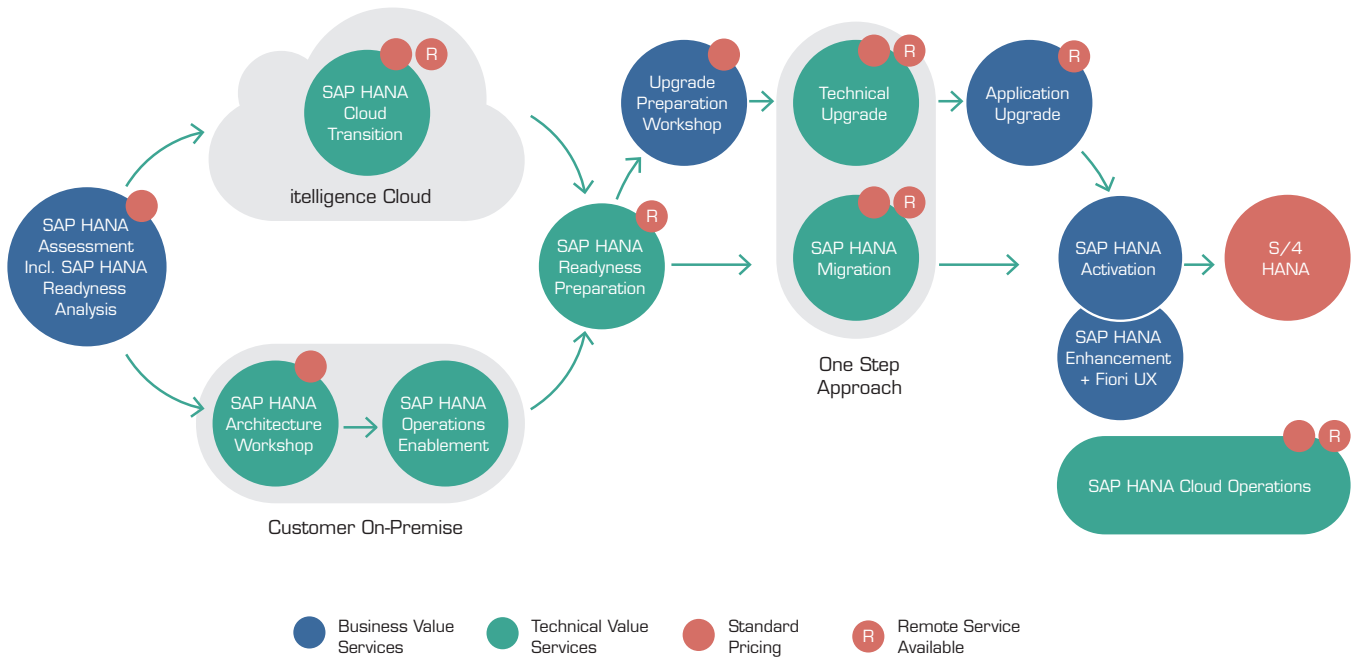 SAP HANA
Assessment
Incl. SAP HANA
Readyness
Analysis
R
SAP HANA
Cloud
Transition
itelligence Cloud
SAP HANA
Architecture
Workshop
SAP HANA
Operations
Enablement
Customer On-Premise
R
SAP HANA
Readyness
Preparation
Upgrade
Preparation
Workshop
R
Technical
Upgrade
R
SAP HANA
Migration
One Step
Approach
R
Application
Upgrade
SAP HANA
Activation
SAP HANA
Enhancement
+ Fiori UX
S/4
HANA
R
SAP HANA Cloud Operations
Business Value
Services
Technical Value
Services
Standard
Pricing
R
Remote Service
Available